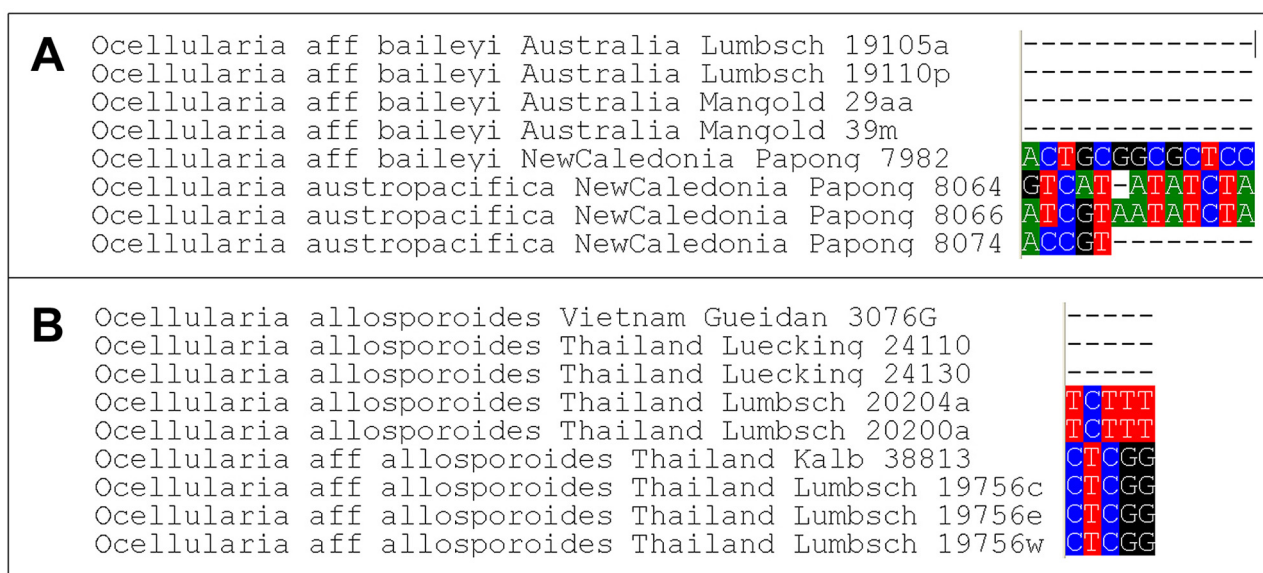 A
Ocellularia aff baileyi Australia Lumbsch 19105a -------------
Ocellularia aff baileyi Australia Lumbsch 19110p -------------
Ocellularia aff baileyi Australia Mangold 29aa -------------
Ocellularia aff baileyi Australia Mangold 39m -------------
Ocellularia aff baileyi NewCaledonia Papong 7982 ACTGCGGCGCTCC
Ocellularia austropacifica NewCaledonia Papong 8064 GTCAT-ATATCTA
Ocellularia austropacifica NewCaledonia Papong 8066 ATCGTAATATCTA
Ocellularia austropacifica NewCaledonia Papong 8074 ACCGT--------
B
Ocellularia allosporoides Vietnam Gueidan 3076G -----
Ocellularia allosporoides Thailand Luecking 24110 -----
Ocellularia allosporoides Thailand Luecking 24130 -----
Ocellularia allosporoides Thailand Lumbsch 20204a TCTTT
Ocellularia allosporoides Thailand Lumbsch 20200a TCTTT
Ocellularia aff allosporoides Thailand Kalb 38813 CTCGG
Ocellularia aff allosporoides Thailand Lumbsch 19756c CTCGG
Ocellularia aff allosporoides Thailand Lumbsch 19756e CTCGG
Ocellularia aff allosporoides Thailand Lumbsch 19756w CTCGG